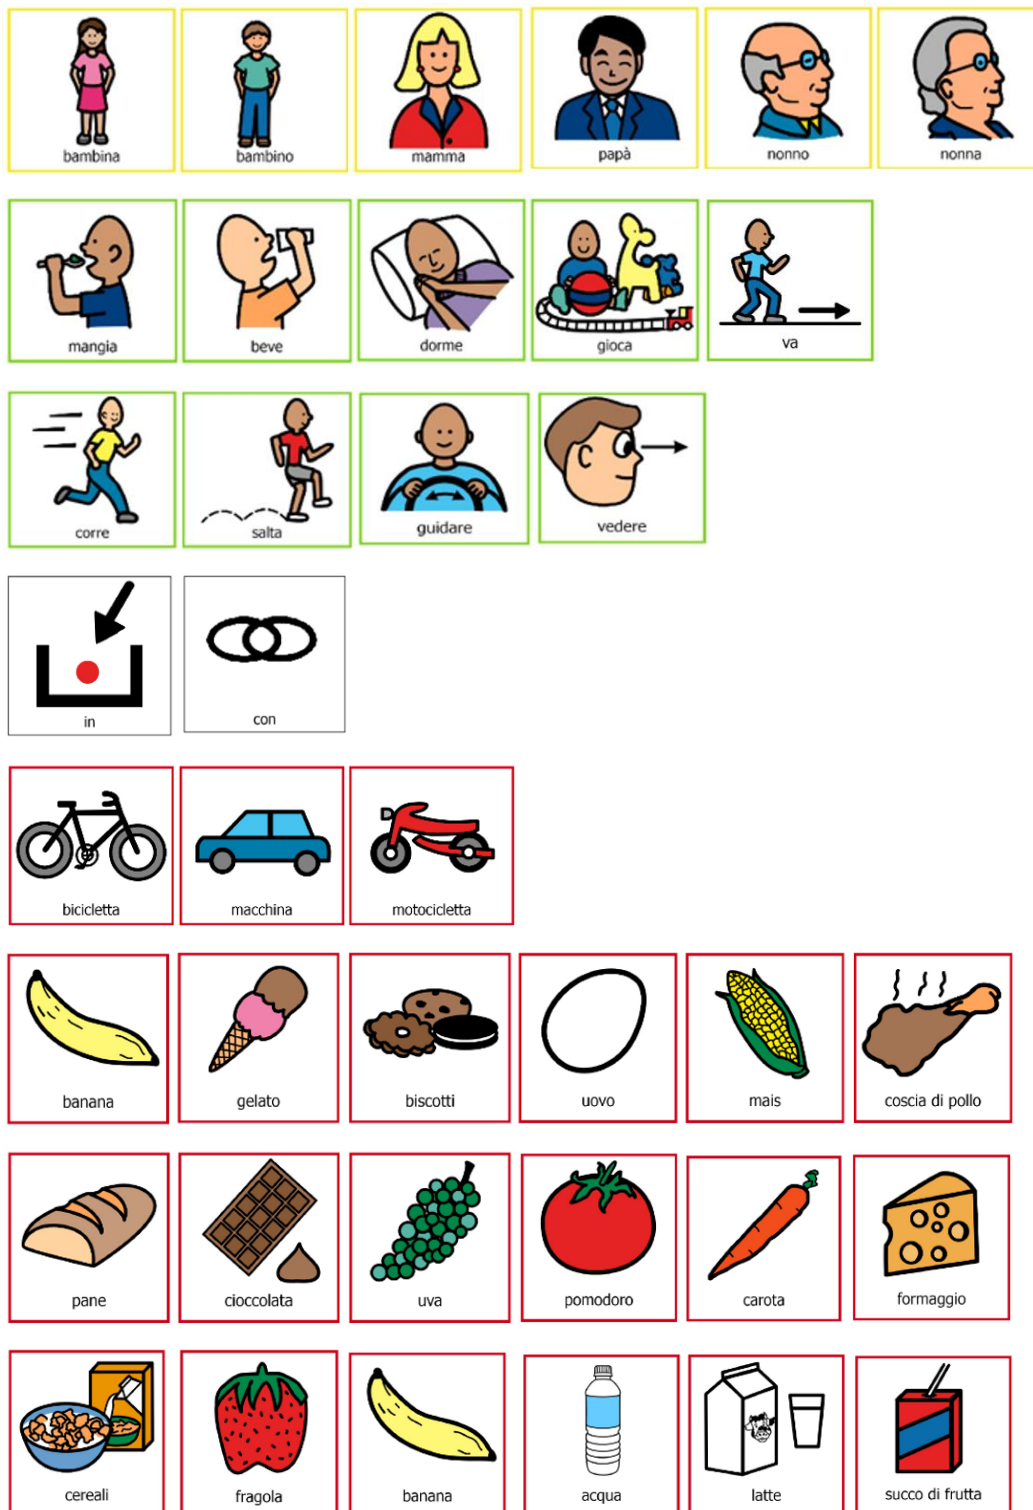 bambina bambino mamma papà nonno nonna
mangia beve dorme gioca va
corre salta guidare vedere
in con
bicicletta macchina motocicletta
banana gelato biscotti uovo mais coscia di pollo
pane cioccolata uva pomodoro carota formaggio
cereali fragola banana acqua latte succo di frutta